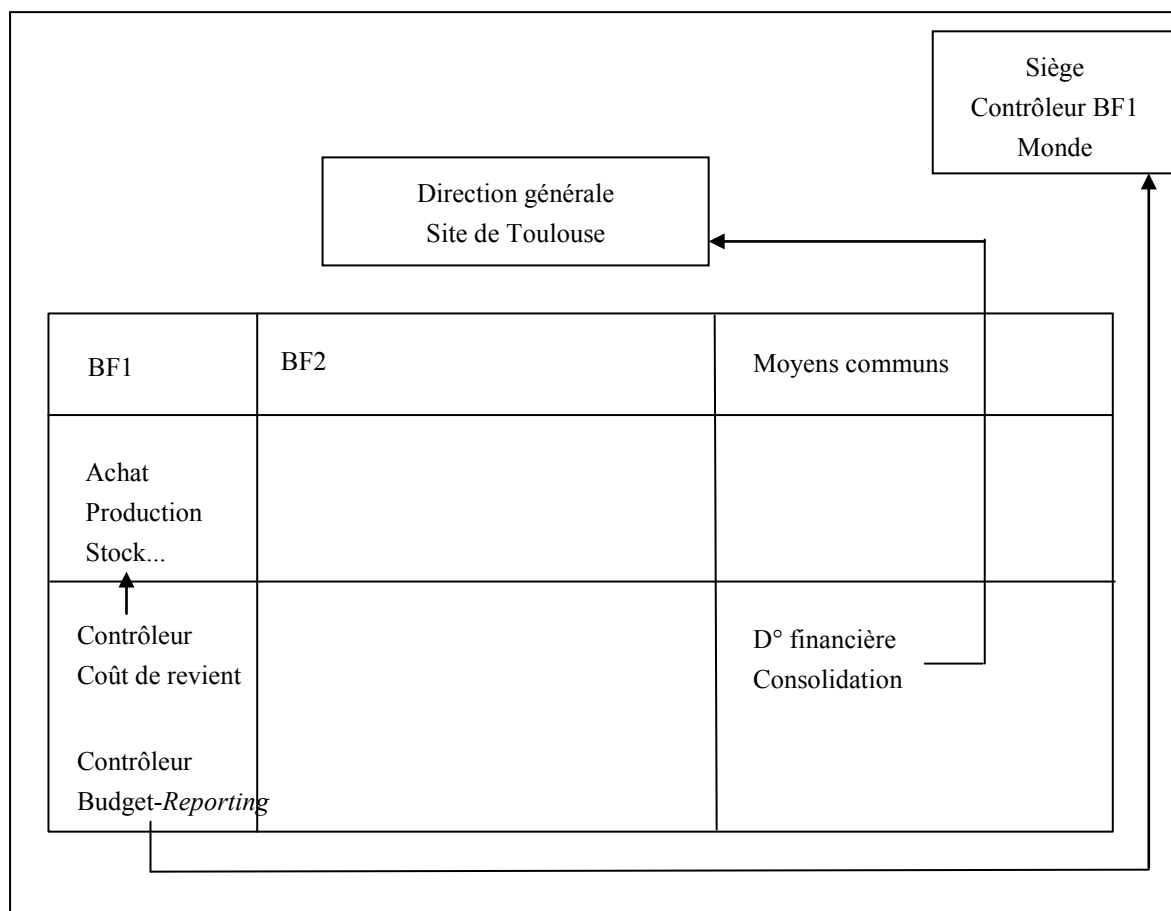 Siège
Contrôleur BF1
Monde
Direction générale
Site de Toulouse
BF1
BF2
Moyens communs
Achat
Production
Stock...
Contrôleur
Coût de revient
D° financière
Consolidation
Contrôleur
Budget-Reporting